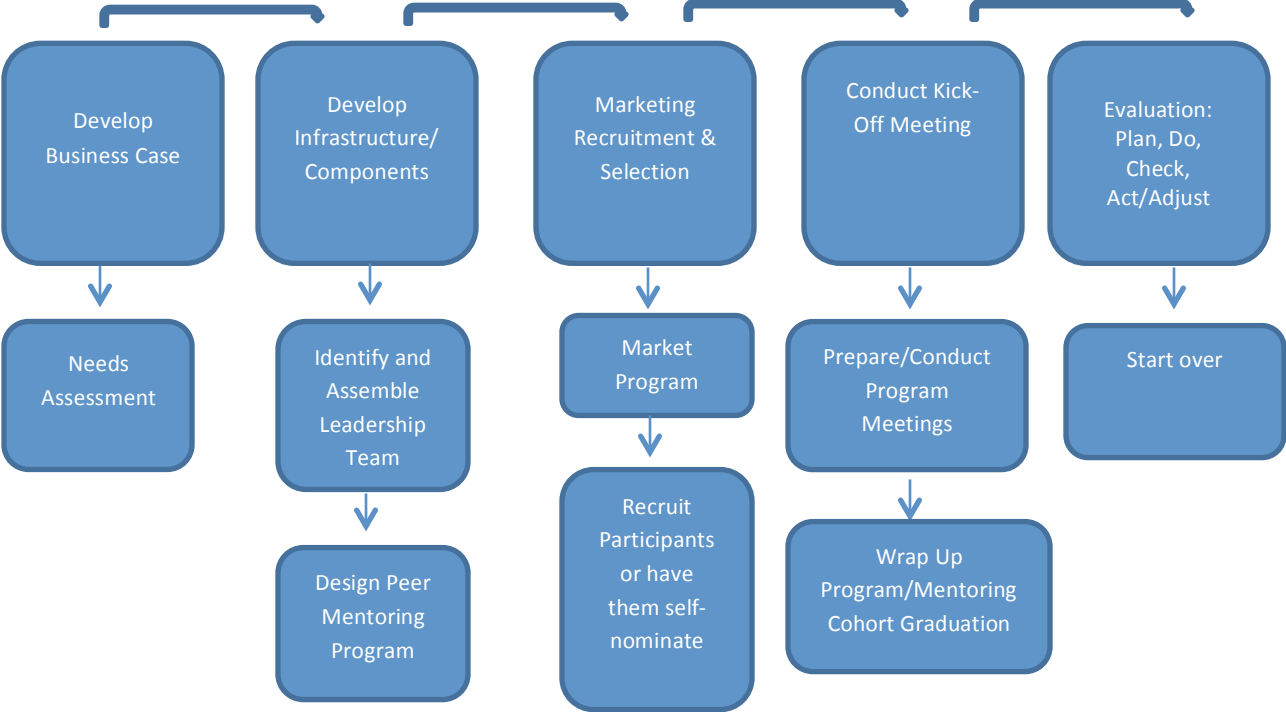 Develop
Business Case
Develop
Infrastructure/
Components
Marketing
Recruitment &
Selection
Conduct Kick-
Off Meeting
Evaluation:
Plan, Do,
Check,
Act/Adjust
Needs
Assessment
Identify and
Assemble
Leadership
Team
Market
Program
Prepare/Conduct
Program
Meetings
Start over
Design Peer
Mentoring
Program
Recruit
Participants
or have
them self-
nominate
Wrap Up
Program/Mentoring
Cohort Graduation